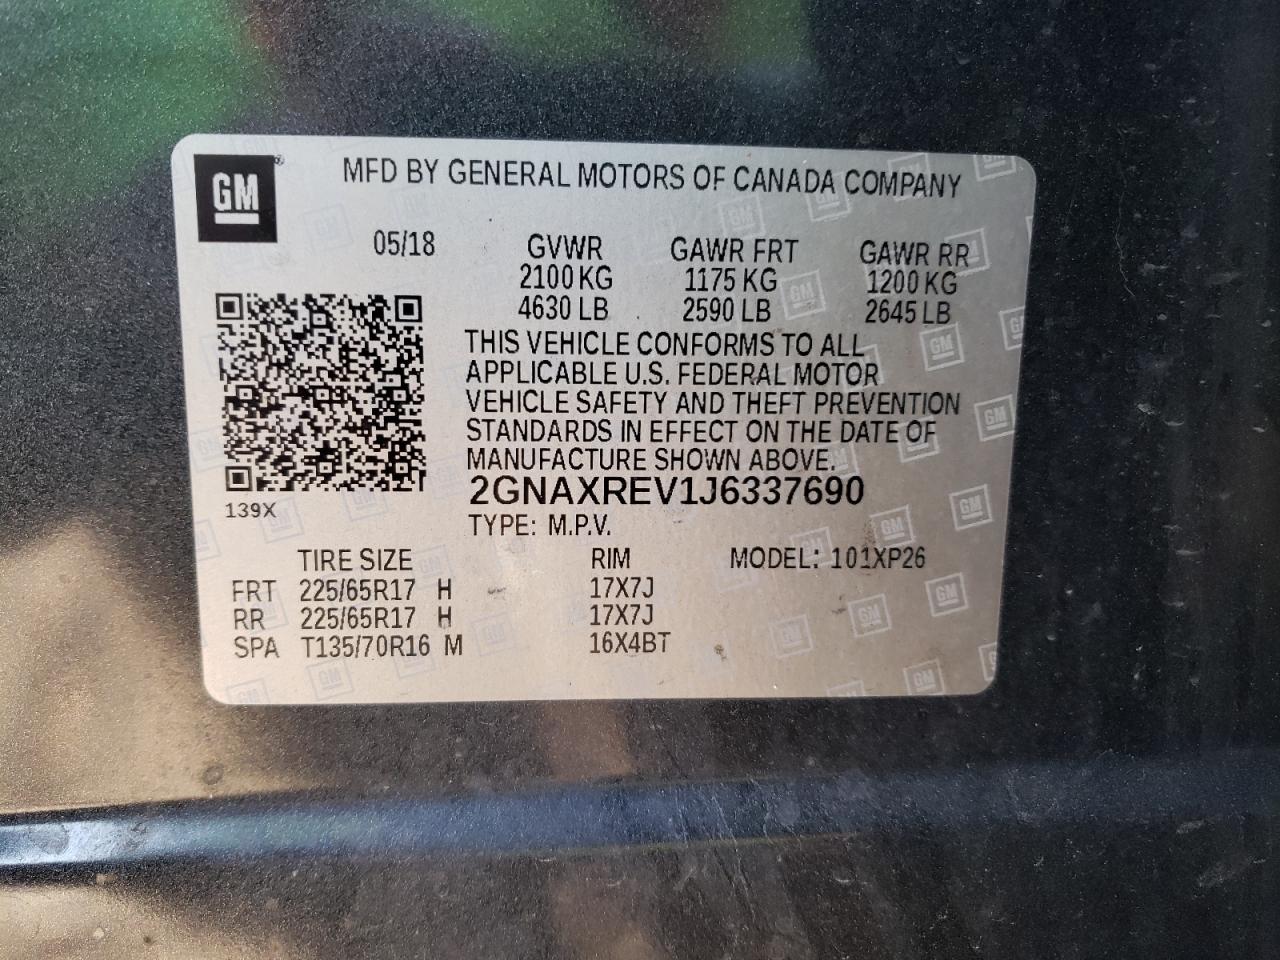 GM
MFD BY GENERAL MOTORS OF CANADA COMPANY
05/18 GVWR GAWR FRT GAWR RR
2100 KG 1175 KG 1200 KG
4630 LB 2590 LB 2645 LB
THIS VEHICLE CONFORMS TO ALL
APPLICABLE U.S. FEDERAL MOTOR
VEHICLE SAFETY AND THEFT PREVENTION
STANDARDS IN EFFECT ON THE DATE OF
MANUFACTURE SHOWN ABOVE.
2GNAXREV1J6337690
139X
TYPE: M.P.V.
TIRE SIZE RIM MODEL: 101XP26
FRT 225/65R17 H 17X7J
RR 225/65R17 H 17X7J
SPA T135/70R16 M 16X4BT